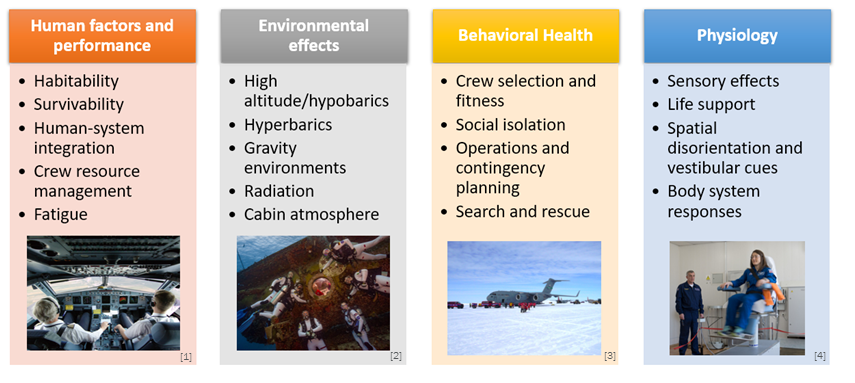 Human factors and
performance
• Habitability
• Survivability
• Human-system
integration
• Crew resource
management
• Fatigue
[1]
Environmental
effects
• High
altitude/hypobarics
• Hyperbarics
• Gravity
environments
• Radiation
• Cabin atmosphere
[2]
Behavioral Health
• Crew selection and
fitness
• Social isolation
• Operations and
contingency
planning
• Search and rescue
[3]
Physiology
• Sensory effects
• Life support
• Spatial
disorientation and
vestibular cues
• Body system
responses
[4]